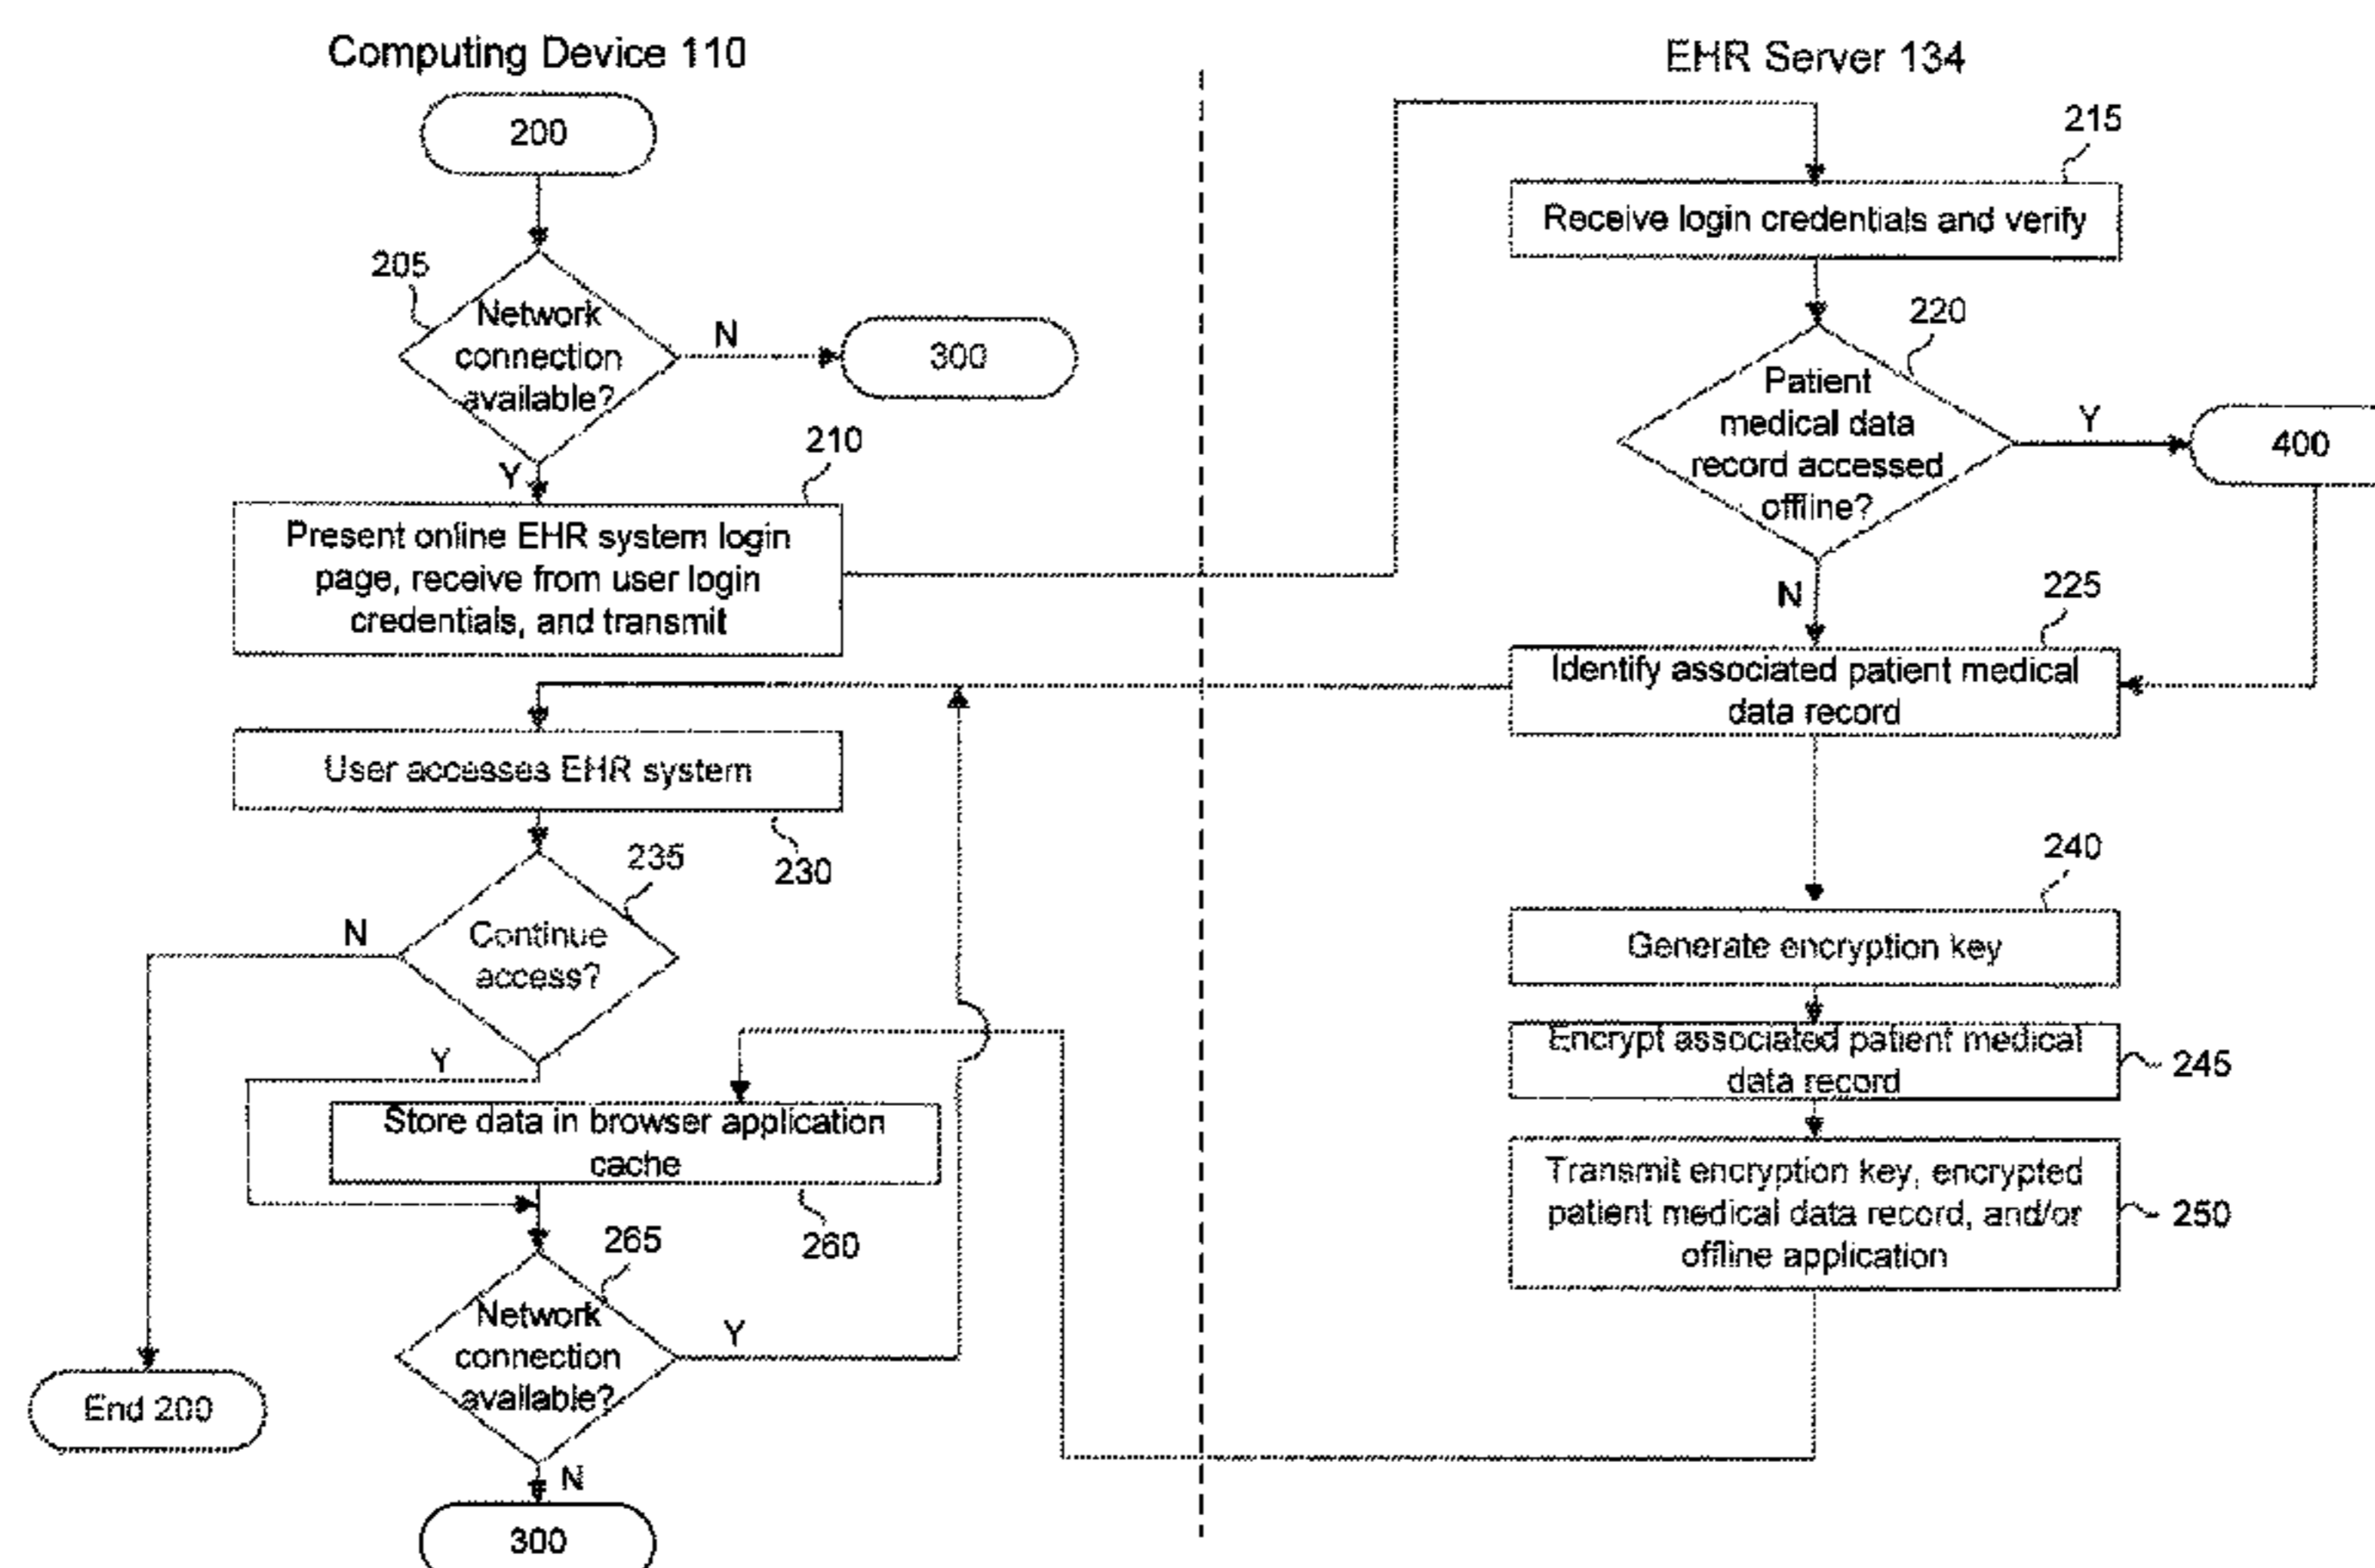 Computing Device 110
200
205
Network
connection
available?
N
300
Y
210
Present online EHR system login
page, receive from user login
credentials, and transmit
User accesses EHR system
230
235
Continue
access?
N
Y
Store data in browser application
cache
260
265
Network
connection
available?
Y
End 200
N
300
EHR Server 134
215
Receive login credentials and verify
220
Patient
medical data
record accessed
offline?
Y
400
N
225
Identify associated patient medical
data record
240
Generate encryption key
Encrypt associated patient medical
data record
245
Transmit encryption key, encrypted
patient medical data record, and/or
offline application
250